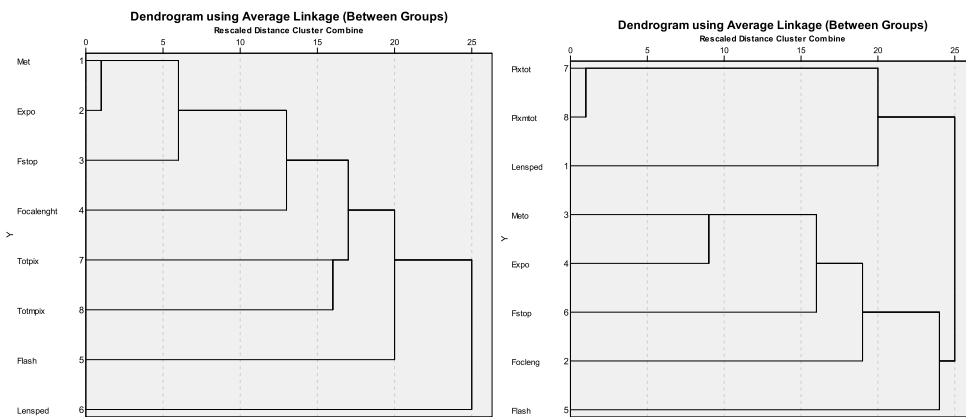 Dendrogram using Average Linkage (Between Groups)
Rescaled Distance Cluster Combine
0 5 10 15 20 25
Met 1
Expo 2
Fstop 3
Focalenght 4
Y
Totpix 7
Totmpix 8
Flash 5
Lensped 6
Dendrogram using Average Linkage (Between Groups)
Rescaled Distance Cluster Combine
0 5 10 15 20 25
Pixtot 7
Pixmtot 8
Lensped 1
Meto 3
Y
Expo 4
Fstop 6
Focleng 2
Flash 5